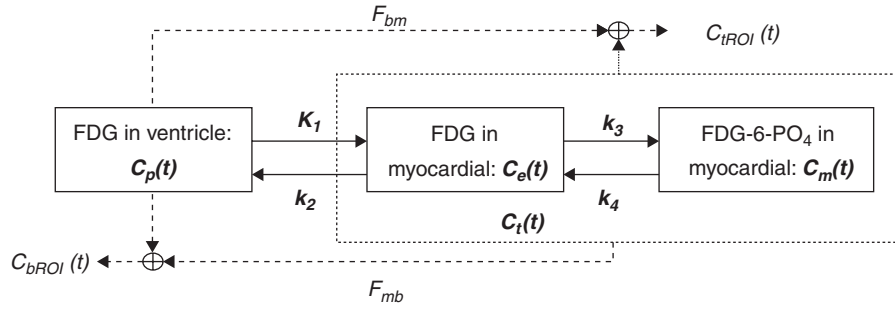 F_bm
C_tROI (t)
FDG in ventricle:
C_p(t)
K_1
k_2
FDG in
myocardial: C_e(t)
k_3
k_4
FDG-6-PO_4 in
myocardial: C_m(t)
C_t(t)
C_bROI (t)
F_mb